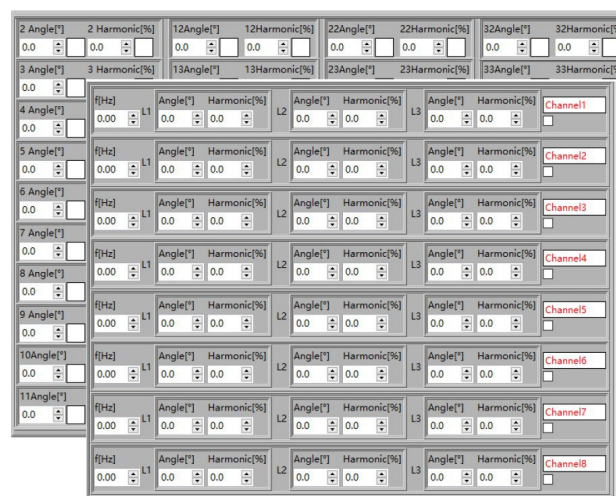 2 Angle[°] 2 Harmonic[%] 12Angle[°] 12Harmonic[%] 22Angle[°] 22Harmonic[%] 32Angle[°] 32Harmonic[%]
0.0 0.0 0.0 0.0 0.0 0.0 0.0 0.0
3 Angle[°] 3 Harmonic[%] 13Angle[°] 13Harmonic[%] 23Angle[°] 23Harmonic[%] 33Angle[°] 33Harmonic[%]
0.0
4 Angle[°]
0.0
5 Angle[°]
0.0
6 Angle[°]
0.0
7 Angle[°]
0.0
8 Angle[°]
0.0
9 Angle[°]
0.0
10Angle[°]
0.0
11Angle[°]
0.0
f[Hz] Angle[°] Harmonic[%] Angle[°] Harmonic[%] Angle[°] Harmonic[%] Channel1
0.00 L1 0.0 0.0 L2 0.0 0.0 L3 0.0 0.0
f[Hz] Angle[°] Harmonic[%] Angle[°] Harmonic[%] Angle[°] Harmonic[%] Channel2
0.00 L1 0.0 0.0 L2 0.0 0.0 L3 0.0 0.0
f[Hz] Angle[°] Harmonic[%] Angle[°] Harmonic[%] Angle[°] Harmonic[%] Channel3
0.00 L1 0.0 0.0 L2 0.0 0.0 L3 0.0 0.0
f[Hz] Angle[°] Harmonic[%] Angle[°] Harmonic[%] Angle[°] Harmonic[%] Channel4
0.00 L1 0.0 0.0 L2 0.0 0.0 L3 0.0 0.0
f[Hz] Angle[°] Harmonic[%] Angle[°] Harmonic[%] Angle[°] Harmonic[%] Channel5
0.00 L1 0.0 0.0 L2 0.0 0.0 L3 0.0 0.0
f[Hz] Angle[°] Harmonic[%] Angle[°] Harmonic[%] Angle[°] Harmonic[%] Channel6
0.00 L1 0.0 0.0 L2 0.0 0.0 L3 0.0 0.0
f[Hz] Angle[°] Harmonic[%] Angle[°] Harmonic[%] Angle[°] Harmonic[%] Channel7
0.00 L1 0.0 0.0 L2 0.0 0.0 L3 0.0 0.0
f[Hz] Angle[°] Harmonic[%] Angle[°] Harmonic[%] Angle[°] Harmonic[%] Channel8
0.00 L1 0.0 0.0 L2 0.0 0.0 L3 0.0 0.0